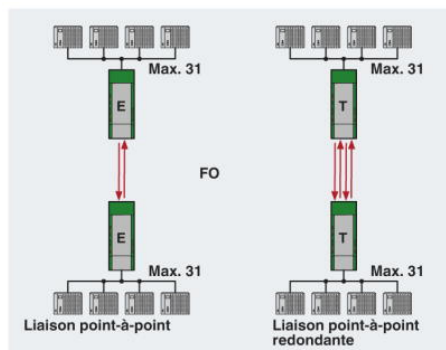 Max. 31
Max. 31
E
T
FO
E
T
Max. 31
Max. 31
Liaison point-à-point
Liaison point-à-point
redondante